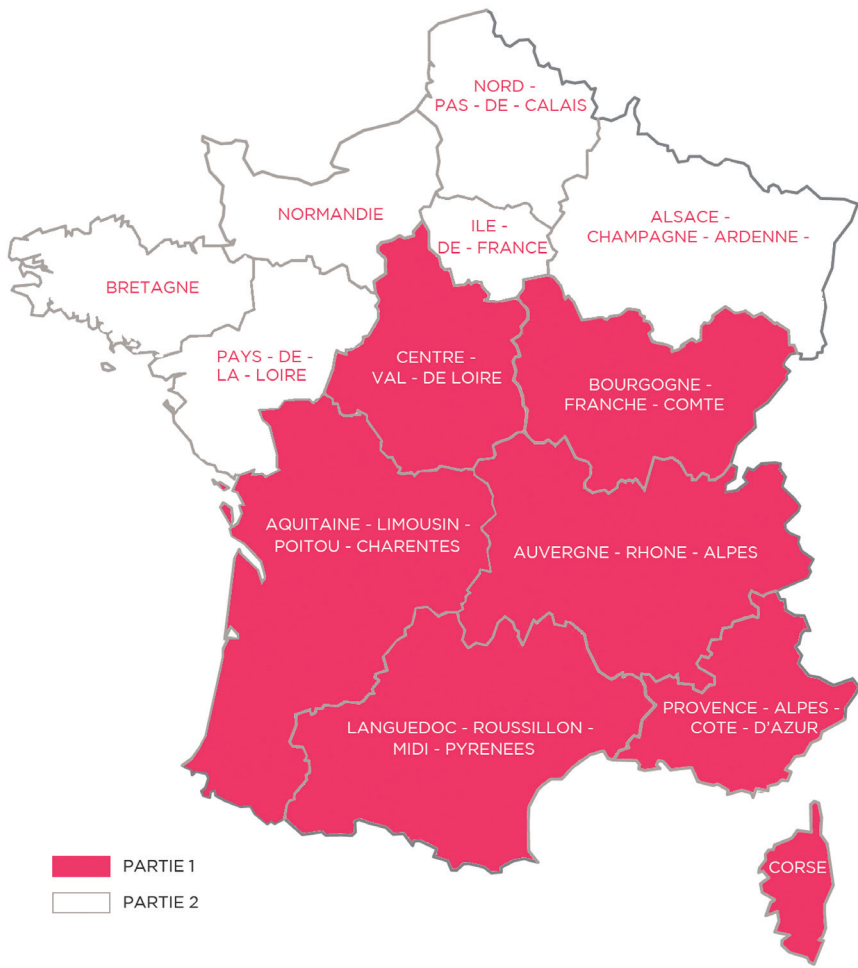 NORD -
PAS - DE - CALAIS
NORMANDIE
ILE -
DE - FRANCE
ALSACE -
CHAMPAGNE - ARDENNE -
BRETAGNE
PAYS - DE -
LA - LOIRE
CENTRE -
VAL - DE LOIRE
BOURGOGNE -
FRANCHE - COMTE
AQUITAINE - LIMOUSIN -
POITOU - CHARENTES
AUVERGNE - RHONE - ALPES
LANGUEDOC - ROUSSILLON -
MIDI - PYRENEES
PROVENCE - ALPES -
COTE - D'AZUR
CORSE
PARTIE 1
PARTIE 2